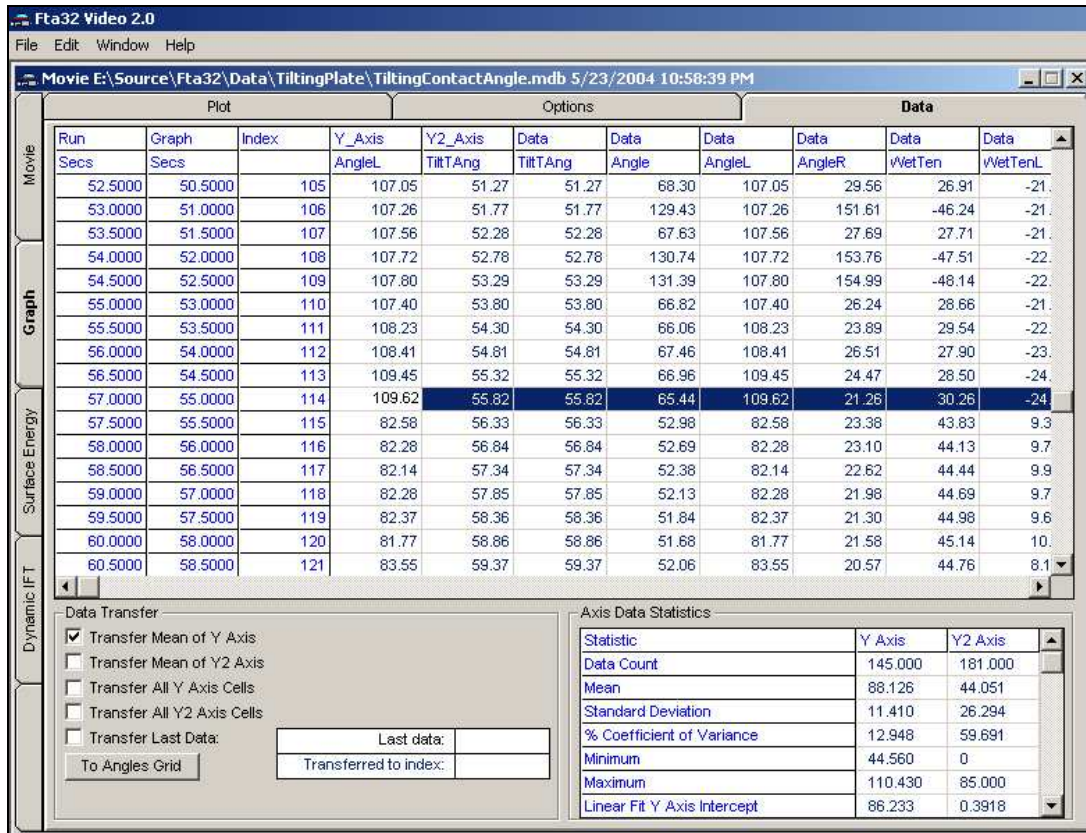 Fta32 Video 2.0
File Edit Window Help
Movie E:\Source\Fta32\Data\TiltingPlate\TiltingContactAngle.mdb 5/23/2004 10:58:39 PM
Plot Options Data
Movie
Graph
Surface Energy
Dynamic IFT
Run Graph Index Y_Axis Y2_Axis Data Data Data Data Data Data
Secs Secs AngleL TiltTAng TiltTAng Angle AngleL AngleR WetTen WetTenL
52.5000 50.5000 105 107.05 51.27 51.27 68.30 107.05 29.56 26.91 -21.
53.0000 51.0000 106 107.26 51.77 51.77 129.43 107.26 151.61 -46.24 -21.
53.5000 51.5000 107 107.56 52.28 52.28 67.63 107.56 27.69 27.71 -21.
54.0000 52.0000 108 107.72 52.78 52.78 130.74 107.72 153.76 -47.51 -22.
54.5000 52.5000 109 107.80 53.29 53.29 131.39 107.80 154.99 -48.14 -22.
55.0000 53.0000 110 107.40 53.80 53.80 66.82 107.40 26.24 28.66 -21.
55.5000 53.5000 111 108.23 54.30 54.30 66.06 108.23 23.89 29.54 -22.
56.0000 54.0000 112 108.41 54.81 54.81 67.46 108.41 26.51 27.90 -23.
56.5000 54.5000 113 109.45 55.32 55.32 66.96 109.45 24.47 28.50 -24.
57.0000 55.0000 114 109.62 55.82 55.82 65.44 109.62 21.26 30.26 -24.
57.5000 55.5000 115 82.58 56.33 56.33 52.98 82.58 23.38 43.83 9.3
58.0000 56.0000 116 82.28 56.84 56.84 52.69 82.28 23.10 44.13 9.7
58.5000 56.5000 117 82.14 57.34 57.34 52.38 82.14 22.62 44.44 9.9
59.0000 57.0000 118 82.28 57.85 57.85 52.13 82.28 21.98 44.69 9.7
59.5000 57.5000 119 82.37 58.36 58.36 51.84 82.37 21.30 44.98 9.6
60.0000 58.0000 120 81.77 58.86 58.86 51.68 81.77 21.58 45.14 10.
60.5000 58.5000 121 83.55 59.37 59.37 52.06 83.55 20.57 44.76 8.1
Data Transfer
Transfer Mean of Y Axis
Transfer Mean of Y2 Axis
Transfer All Y Axis Cells
Transfer All Y2 Axis Cells
Transfer Last Data:
To Angles Grid
Last data:
Transferred to index:
Axis Data Statistics
Statistic Y Axis Y2 Axis
Data Count 145.000 181.000
Mean 88.126 44.051
Standard Deviation 11.410 26.294
% Coefficient of Variance 12.948 59.691
Minimum 44.560 0
Maximum 110.430 85.000
Linear Fit Y Axis Intercept 86.233 0.3918